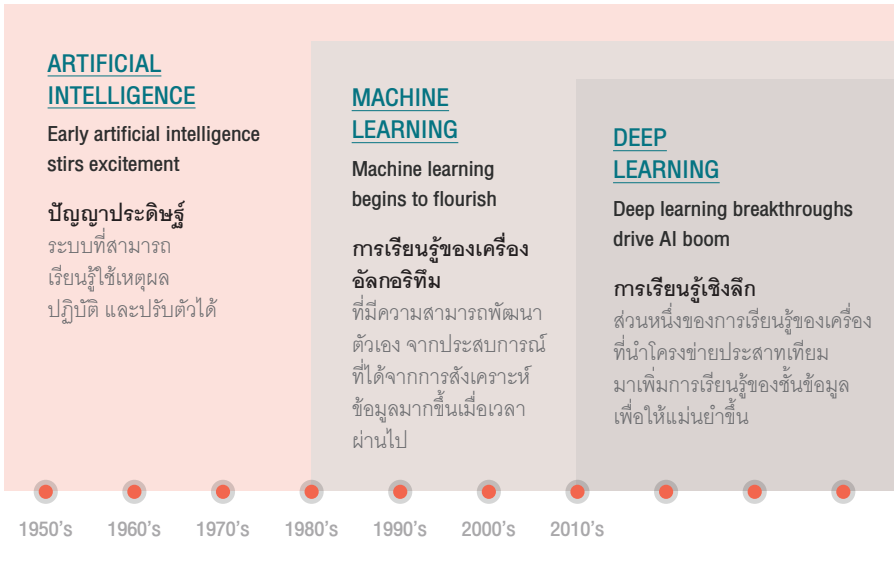 ARTIFICIAL
INTELLIGENCE
Early artificial intelligence
stirs excitement
ปัญญาประดิษฐ์
ระบบที่สามารถ
เรียนรู้ใช้เหตุผล
ปฏิบัติ และปรับตัวได้
MACHINE
LEARNING
Machine learning
begins to flourish
การเรียนรู้ของเครื่อง
อัลกอริทึม
ที่มีความสามารถพัฒนา
ตัวเอง จากประสบการณ์
ที่ได้จากการสังเคราะห์
ข้อมูลมากขึ้นเมื่อเวลา
ผ่านไป
DEEP
LEARNING
Deep learning breakthroughs
drive AI boom
การเรียนรู้เชิงลึก
ส่วนหนึ่งของการเรียนรู้ของเครื่อง
ที่นำโครงข่ายประสาทเทียม
มาเพิ่มการเรียนรู้ของชั้นข้อมูล
เพื่อให้แม่นยำขึ้น
1950's 1960's 1970's 1980's 1990's 2000's 2010's